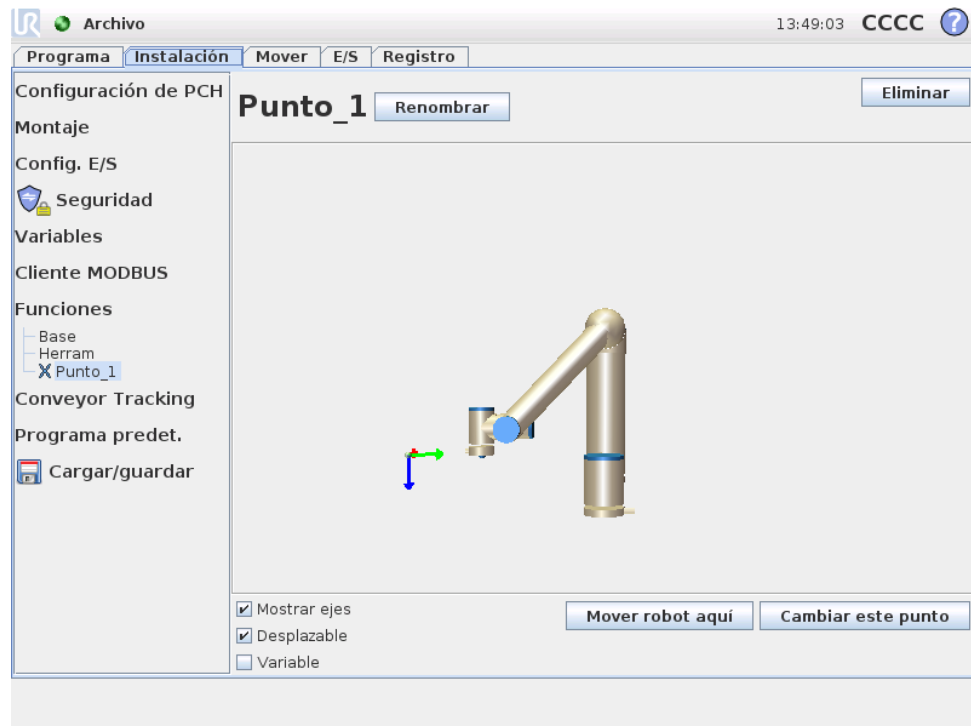 UR Archivo 13:49:03 CCCC ?
Programa Instalación Mover E/S Registro
Configuración de PCH
Montaje
Config. E/S
Seguridad
Variables
Cliente MODBUS
Funciones
Base
Herram
Punto_1
Conveyor Tracking
Programa predet.
Cargar/guardar
Punto_1 Renombrar Eliminar
Mostrar ejes
Desplazable
Variable
Mover robot aquí Cambiar este punto